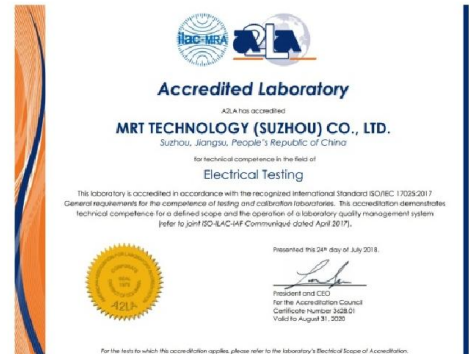 ilac-MRA
A2LA
Accredited Laboratory
A2LA has accredited
MRT TECHNOLOGY (SUZHOU) CO., LTD.
Suzhou, Jiangsu, People's Republic of China
for technical competence in the field of
Electrical Testing
This laboratory is accredited in accordance with the recognized International Standard ISO/IEC 17025:2017
General requirements for the competence of testing and calibration laboratories. This accreditation demonstrates
technical competence for a defined scope and the operation of a laboratory quality management system
(refer to joint ISO-ILAC-IAF Communiqué dated April 2017).
Presented this 24th day of July 2018.
President and CEO
For the Accreditation Council
Certificate Number 3628.01
Valid to August 31, 2020
CORPORATE
SEAL
A2LA
For the tests to which this accreditation applies, please refer to the laboratory's Electrical Scope of Accreditation.